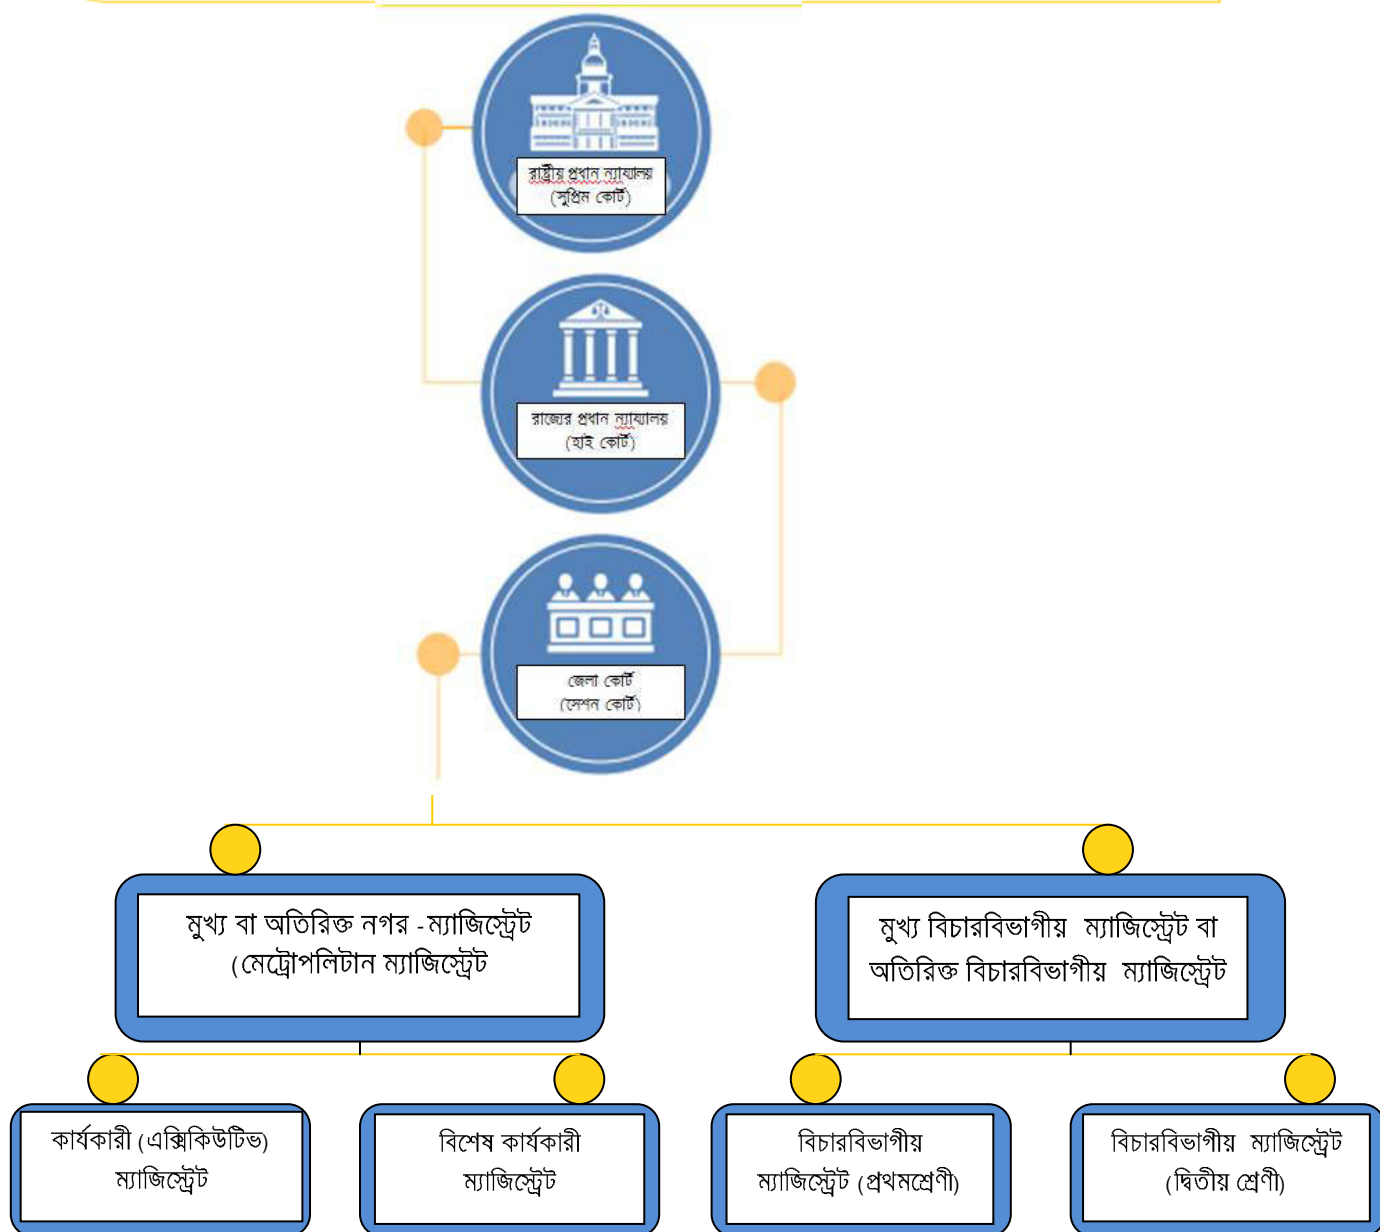 রাষ্ট্রীয় প্রধান ন্যায্যালয়
(সুপ্রিম কোর্ট)
রাজ্যের প্রধান ন্যায্যালয়
(হাই কোর্ট)
জেলা কোর্ট
(সেশন কোর্ট)
মুখ্য বা অতিরিক্ত নগর -ম্যাজিস্ট্রেট
(মেট্রোপলিটান ম্যাজিস্ট্রেট
মুখ্য বিচারবিভাগীয় ম্যাজিস্ট্রেট বা
অতিরিক্ত বিচারবিভাগীয় ম্যাজিস্ট্রেট
কার্যকারী (এক্সিকিউটিভ)
ম্যাজিস্ট্রেট
বিশেষ কার্যকারী
ম্যাজিস্ট্রেট
বিচারবিভাগীয়
ম্যাজিস্ট্রেট (প্রথমশ্রেণী)
বিচারবিভাগীয় ম্যাজিস্ট্রেট
(দ্বিতীয় শ্রেণী)